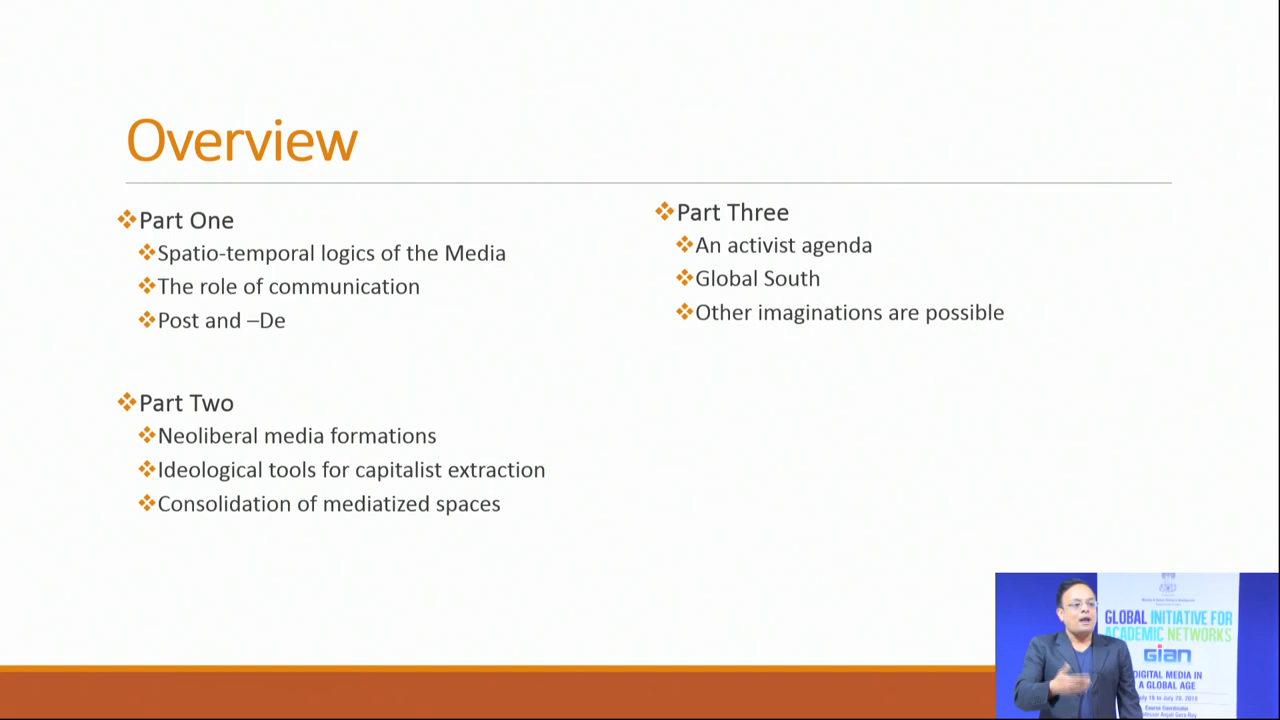 Overview
Part One
Spatio-temporal logics of the Media
The role of communication
Post and –De
Part Two
Neoliberal media formations
Ideological tools for capitalist extraction
Consolidation of mediatized spaces
Part Three
An activist agenda
Global South
Other imaginations are possible
GLOBAL INITIATIVE FOR
ACADEMIC NETWORKS
Gian
DIGITAL MEDIA IN
A GLOBAL AGE
Course Coordinator